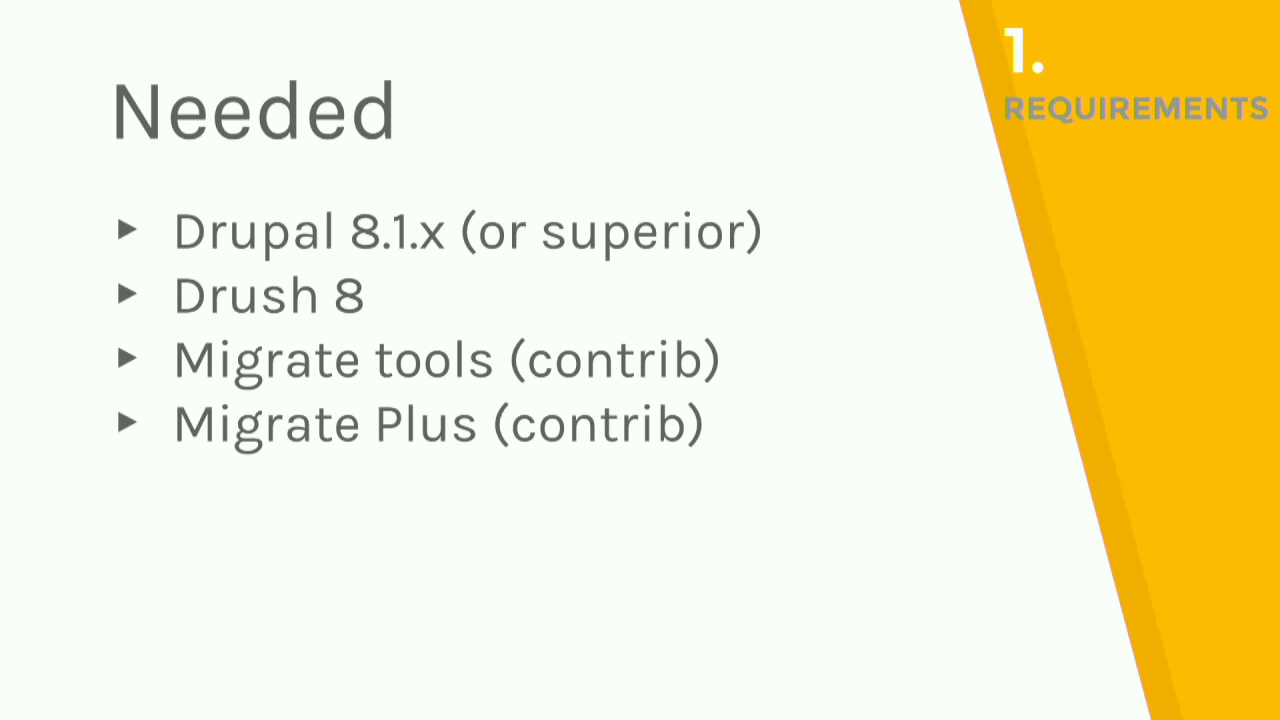 Needed
▸ Drupal 8.1.x (or superior)
▸ Drush 8
▸ Migrate tools (contrib)
▸ Migrate Plus (contrib)
1.
REQUIREMENTS